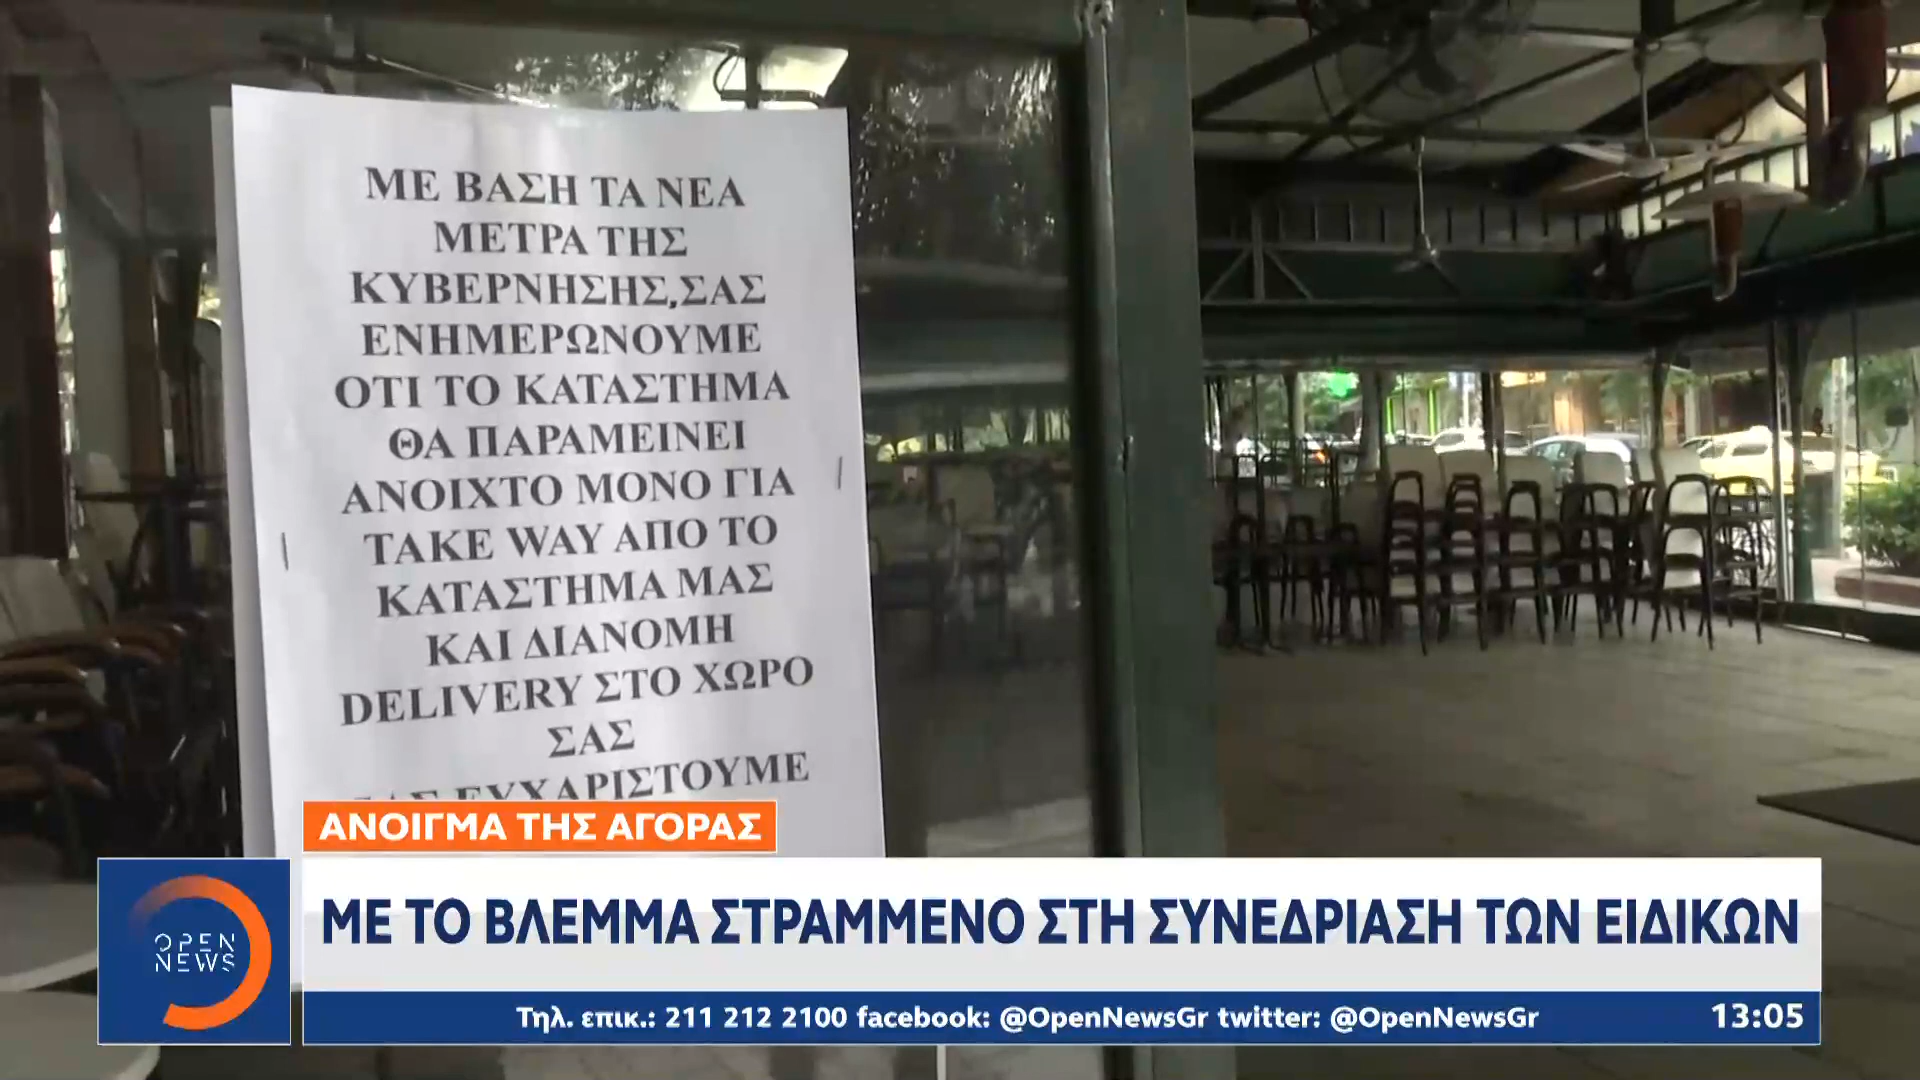 ΜΕ ΒΑΣΗ ΤΑ ΝΕΑ
ΜΕΤΡΑ ΤΗΣ
ΚΥΒΕΡΝΗΣΗΣ,ΣΑΣ
ΕΝΗΜΕΡΩΝΟΥΜΕ
ΟΤΙ ΤΟ ΚΑΤΑΣΤΗΜΑ
ΘΑ ΠΑΡΑΜΕΙΝΕΙ
ΑΝΟΙΧΤΟ ΜΟΝΟ ΓΙΑ
TAKE WAY ΑΠΟ ΤΟ
ΚΑΤΑΣΤΗΜΑ ΜΑΣ
ΚΑΙ ΔΙΑΝΟΜΗ
DELIVERY ΣΤΟ ΧΩΡΟ
ΣΑΣ
ΣΑΣ ΕΥΧΑΡΙΣΤΟΥΜΕ
ΑΝΟΙΓΜΑ ΤΗΣ ΑΓΟΡΑΣ
ΜΕ ΤΟ ΒΛΕΜΜΑ ΣΤΡΑΜΜΕΝΟ ΣΤΗ ΣΥΝΕΔΡΙΑΣΗ ΤΩΝ ΕΙΔΙΚΩΝ
OPEN
NEWS
Τηλ. επικ.: 211 212 2100 facebook: @OpenNewsGr twitter: @OpenNewsGr
13:05